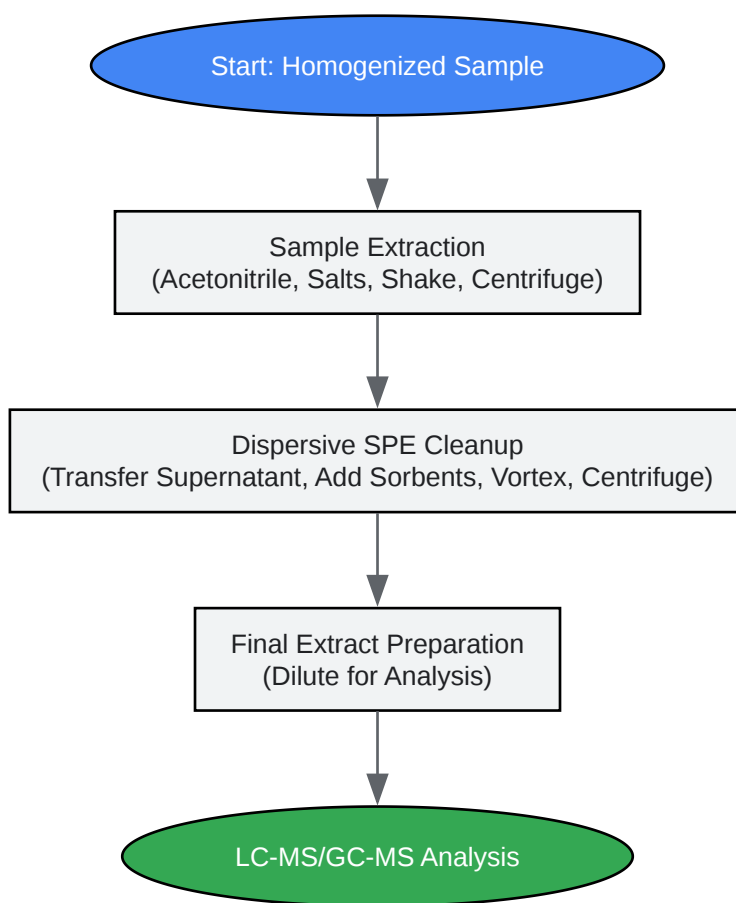 Start: Homogenized Sample
Sample Extraction
(Acetonitrile, Salts, Shake, Centrifuge)
Dispersive SPE Cleanup
(Transfer Supernatant, Add Sorbents, Vortex, Centrifuge)
Final Extract Preparation
(Dilute for Analysis)
LC-MS/GC-MS Analysis